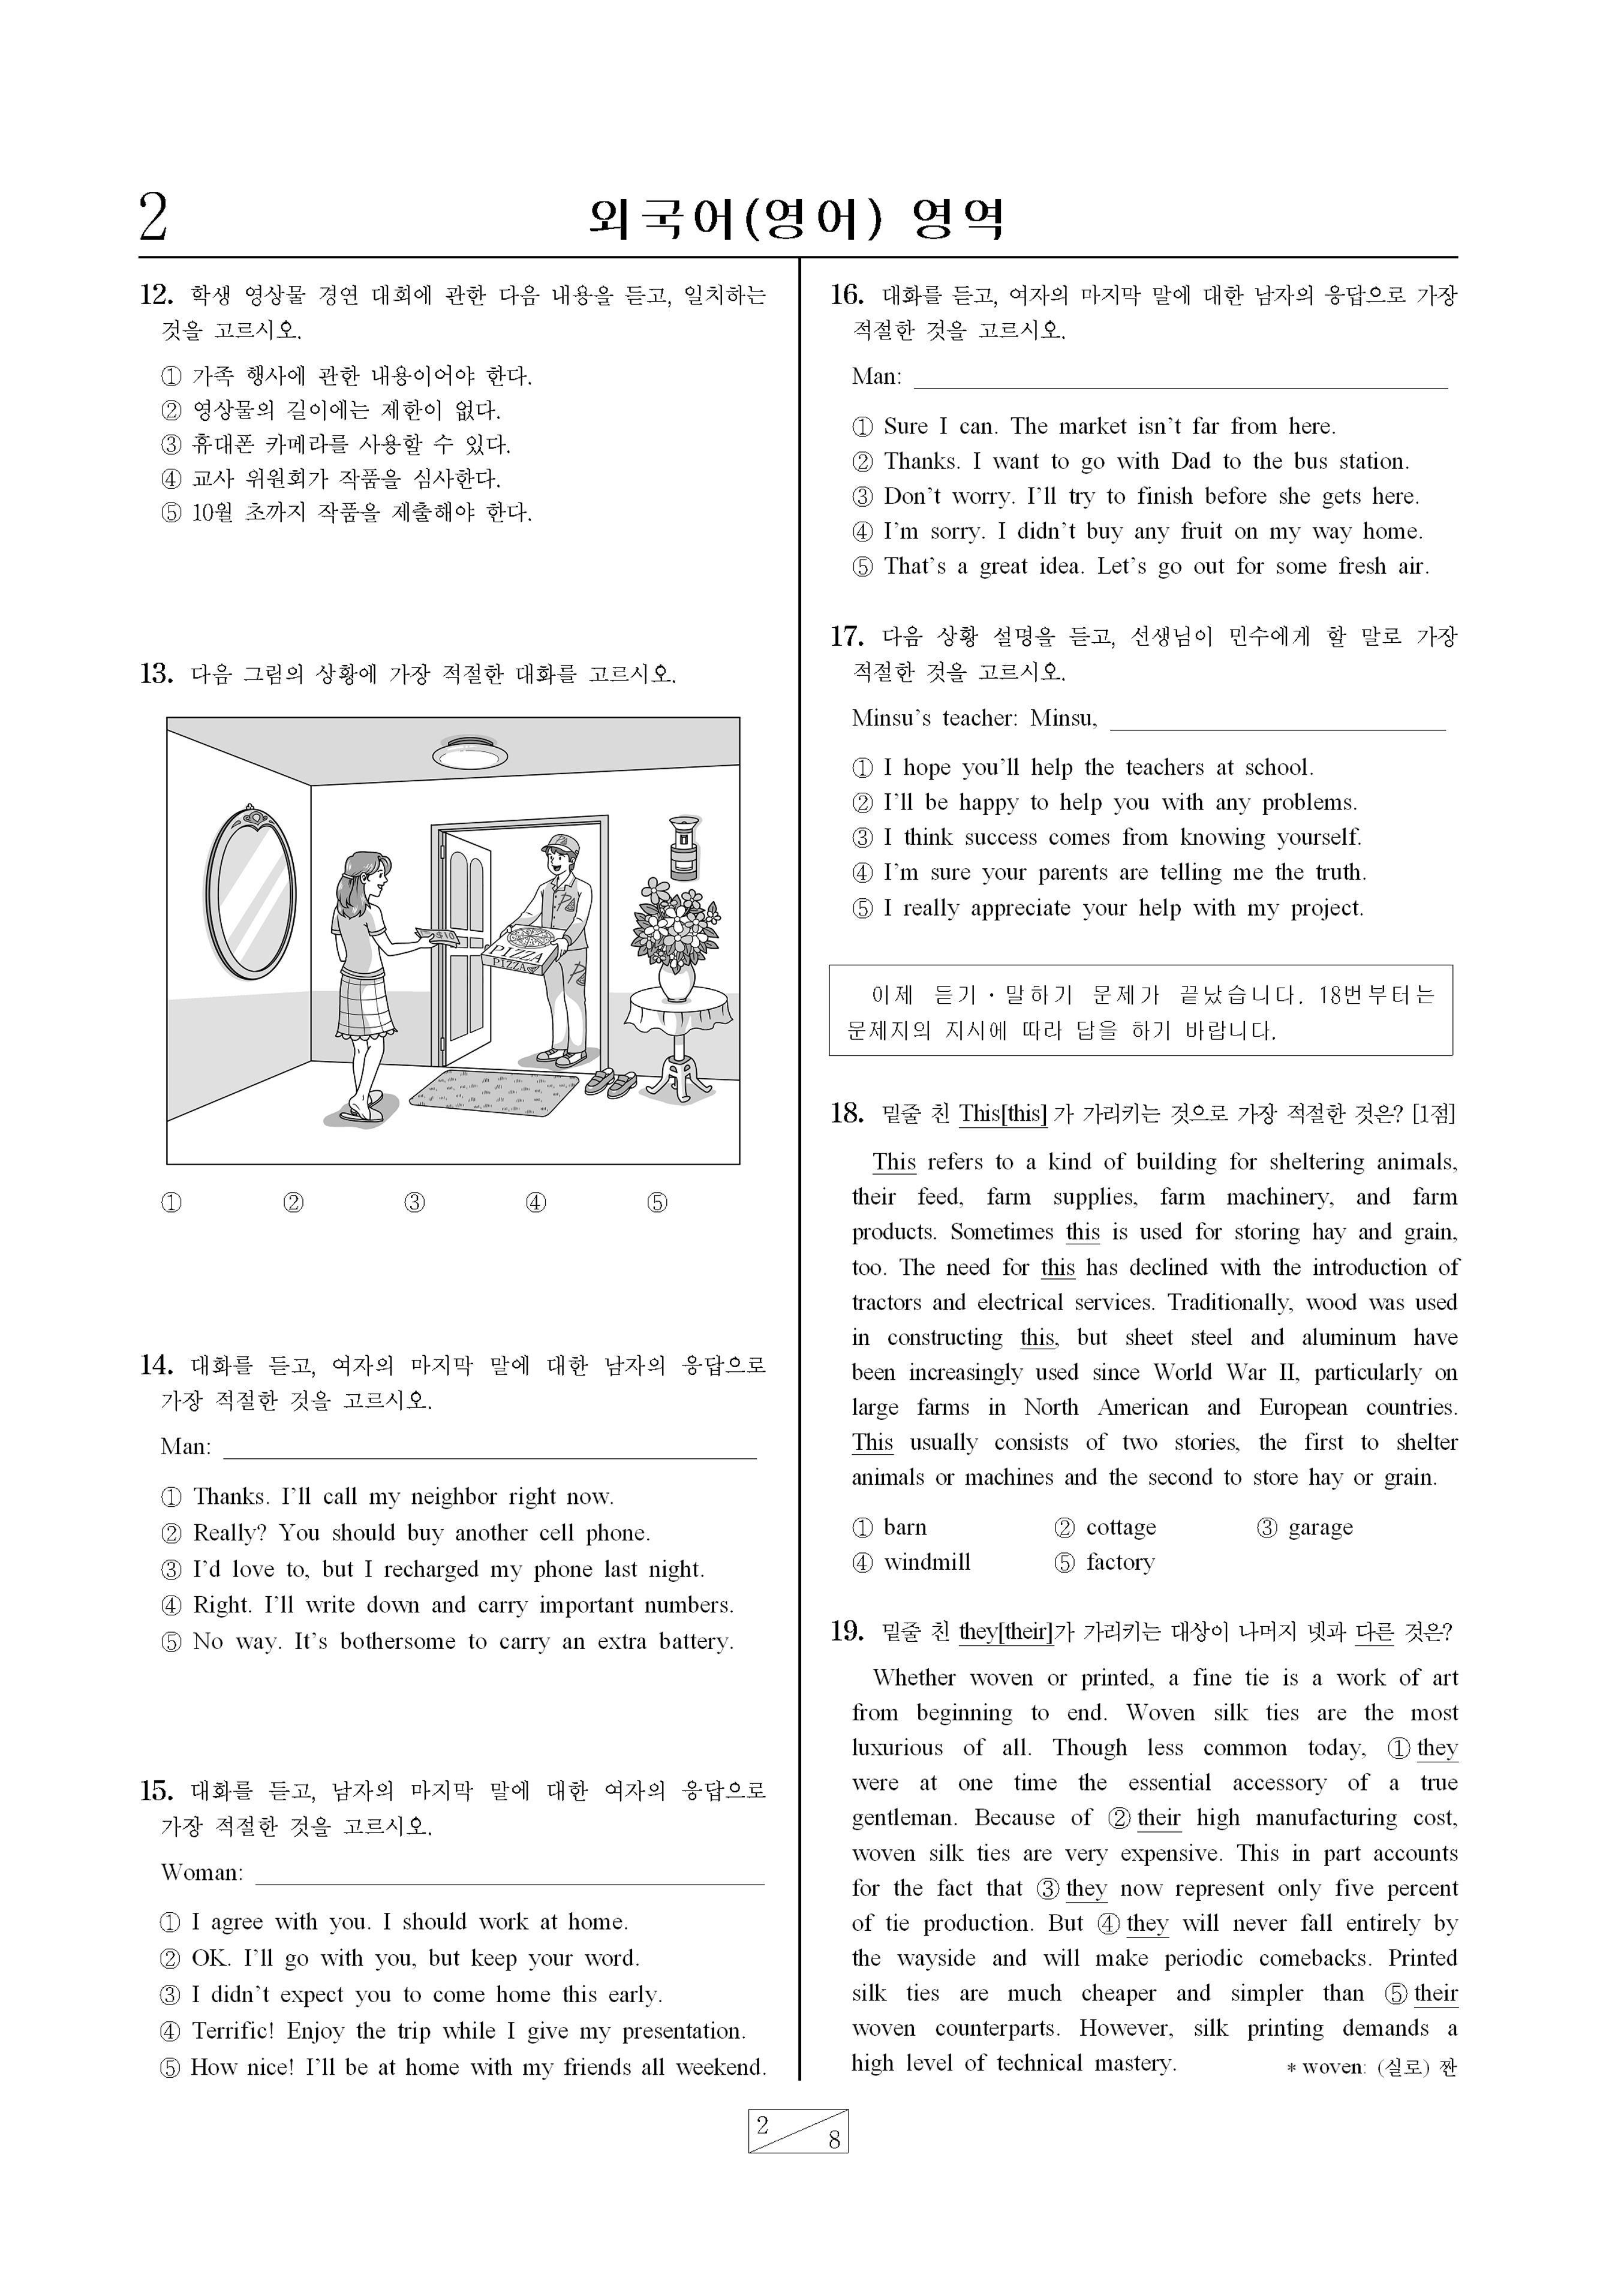 2
외국어(영어) 영역
12. 학생 영상물 경연 대회에 관한 다음 내용을 듣고, 일치하는
것을 고르시오.
① 가족 행사에 관한 내용이어야 한다.
② 영상물의 길이에는 제한이 없다.
③ 휴대폰 카메라를 사용할 수 있다.
④ 교사 위원회가 작품을 심사한다.
⑤ 10월 초까지 작품을 제출해야 한다.
13. 다음 그림의 상황에 가장 적절한 대화를 고르시오.
$10
PIZZA
PIZZA
① ② ③ ④ ⑤
14. 대화를 듣고, 여자의 마지막 말에 대한 남자의 응답으로
가장 적절한 것을 고르시오.
Man:
① Thanks. I'll call my neighbor right now.
② Really? You should buy another cell phone.
③ I'd love to, but I recharged my phone last night.
④ Right. I'll write down and carry important numbers.
⑤ No way. It's bothersome to carry an extra battery.
15. 대화를 듣고, 남자의 마지막 말에 대한 여자의 응답으로
가장 적절한 것을 고르시오.
Woman:
① I agree with you. I should work at home.
② OK. I'll go with you, but keep your word.
③ I didn't expect you to come home this early.
④ Terrific! Enjoy the trip while I give my presentation.
⑤ How nice! I'll be at home with my friends all weekend.
16. 대화를 듣고, 여자의 마지막 말에 대한 남자의 응답으로 가장
적절한 것을 고르시오.
Man:
① Sure I can. The market isn't far from here.
② Thanks. I want to go with Dad to the bus station.
③ Don't worry. I'll try to finish before she gets here.
④ I'm sorry. I didn't buy any fruit on my way home.
⑤ That's a great idea. Let's go out for some fresh air.
17. 다음 상황 설명을 듣고, 선생님이 민수에게 할 말로 가장
적절한 것을 고르시오.
Minsu's teacher: Minsu,
① I hope you'll help the teachers at school.
② I'll be happy to help you with any problems.
③ I think success comes from knowing yourself.
④ I'm sure your parents are telling me the truth.
⑤ I really appreciate your help with my project.
이제 듣기·말하기 문제가 끝났습니다. 18번부터는
문제지의 지시에 따라 답을 하기 바랍니다.
18. 밑줄 친 This[this]가 가리키는 것으로 가장 적절한 것은? [1점]
This refers to a kind of building for sheltering animals,
their feed, farm supplies, farm machinery, and farm
products. Sometimes this is used for storing hay and grain,
too. The need for this has declined with the introduction of
tractors and electrical services. Traditionally, wood was used
in constructing this, but sheet steel and aluminum have
been increasingly used since World War II, particularly on
large farms in North American and European countries.
This usually consists of two stories, the first to shelter
animals or machines and the second to store hay or grain.
① barn ② cottage ③ garage
④ windmill ⑤ factory
19. 밑줄 친 they[their]가 가리키는 대상이 나머지 넷과 다른 것은?
Whether woven or printed, a fine tie is a work of art
from beginning to end. Woven silk ties are the most
luxurious of all. Though less common today, ① they
were at one time the essential accessory of a true
gentleman. Because of ② their high manufacturing cost,
woven silk ties are very expensive. This in part accounts
for the fact that ③ they now represent only five percent
of tie production. But ④ they will never fall entirely by
the wayside and will make periodic comebacks. Printed
silk ties are much cheaper and simpler than ⑤ their
woven counterparts. However, silk printing demands a
high level of technical mastery. * woven: (실로) 짠
2
8